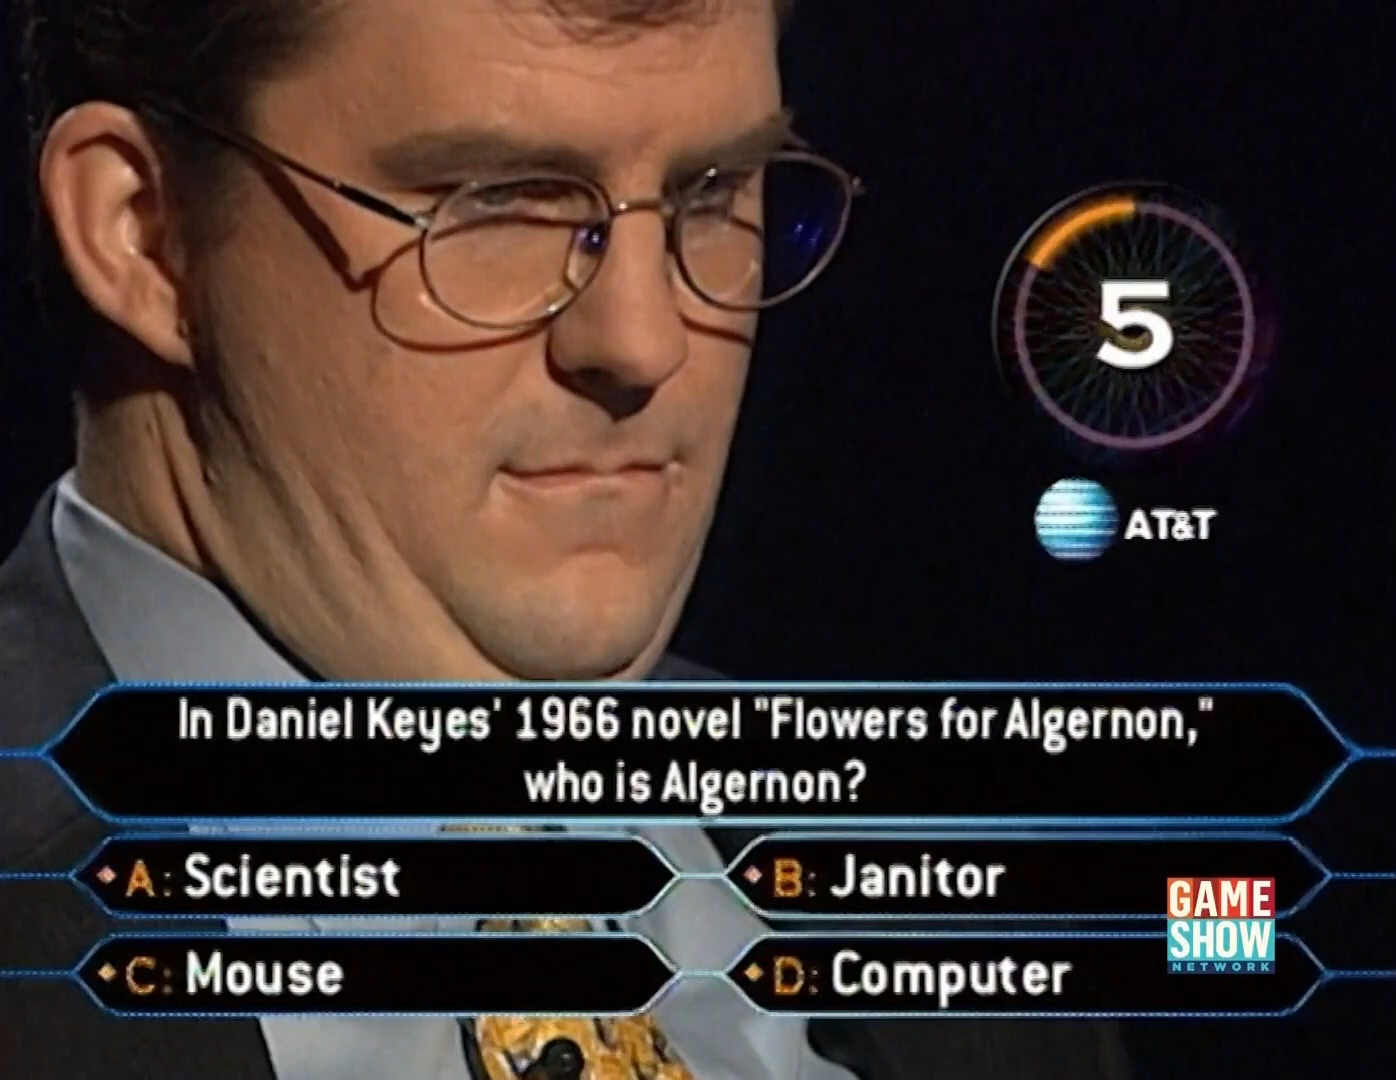 5
AT&T
In Daniel Keyes' 1966 novel "Flowers for Algernon,"
who is Algernon?
A: Scientist
B: Janitor
C: Mouse
D: Computer
GAME
SHOW
NETWORK